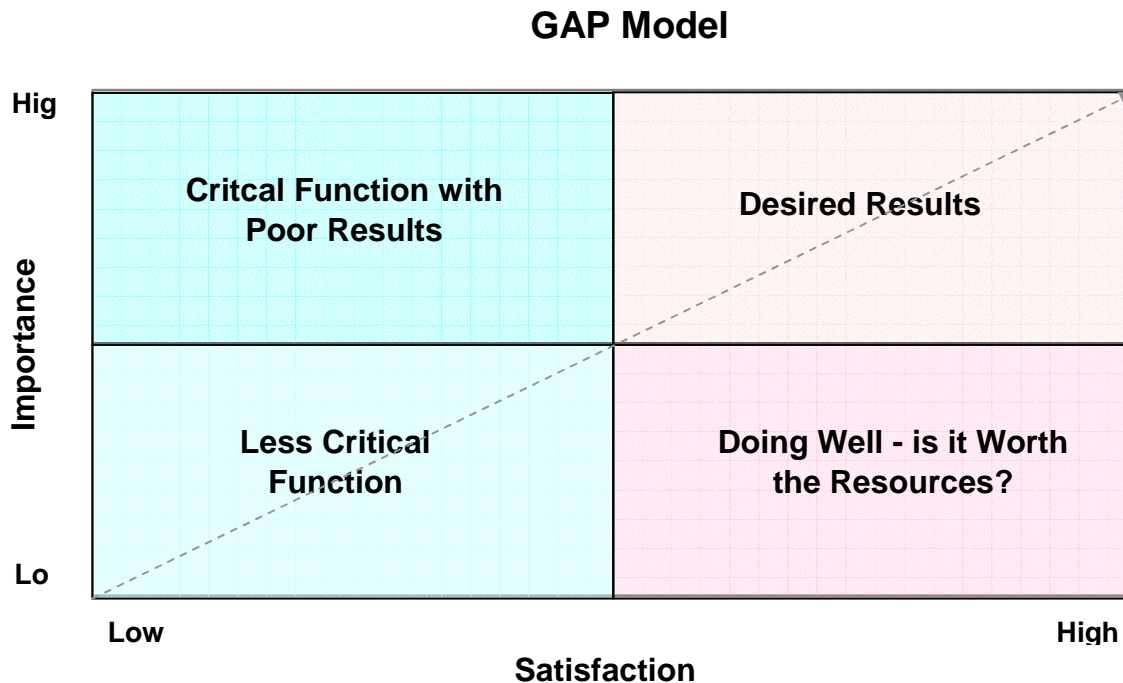 GAP Model
Hig
Critcal Function with
Poor Results
Desired Results
Importance
Less Critical
Function
Doing Well - is it Worth
the Resources?
Lo
Low
High
Satisfaction